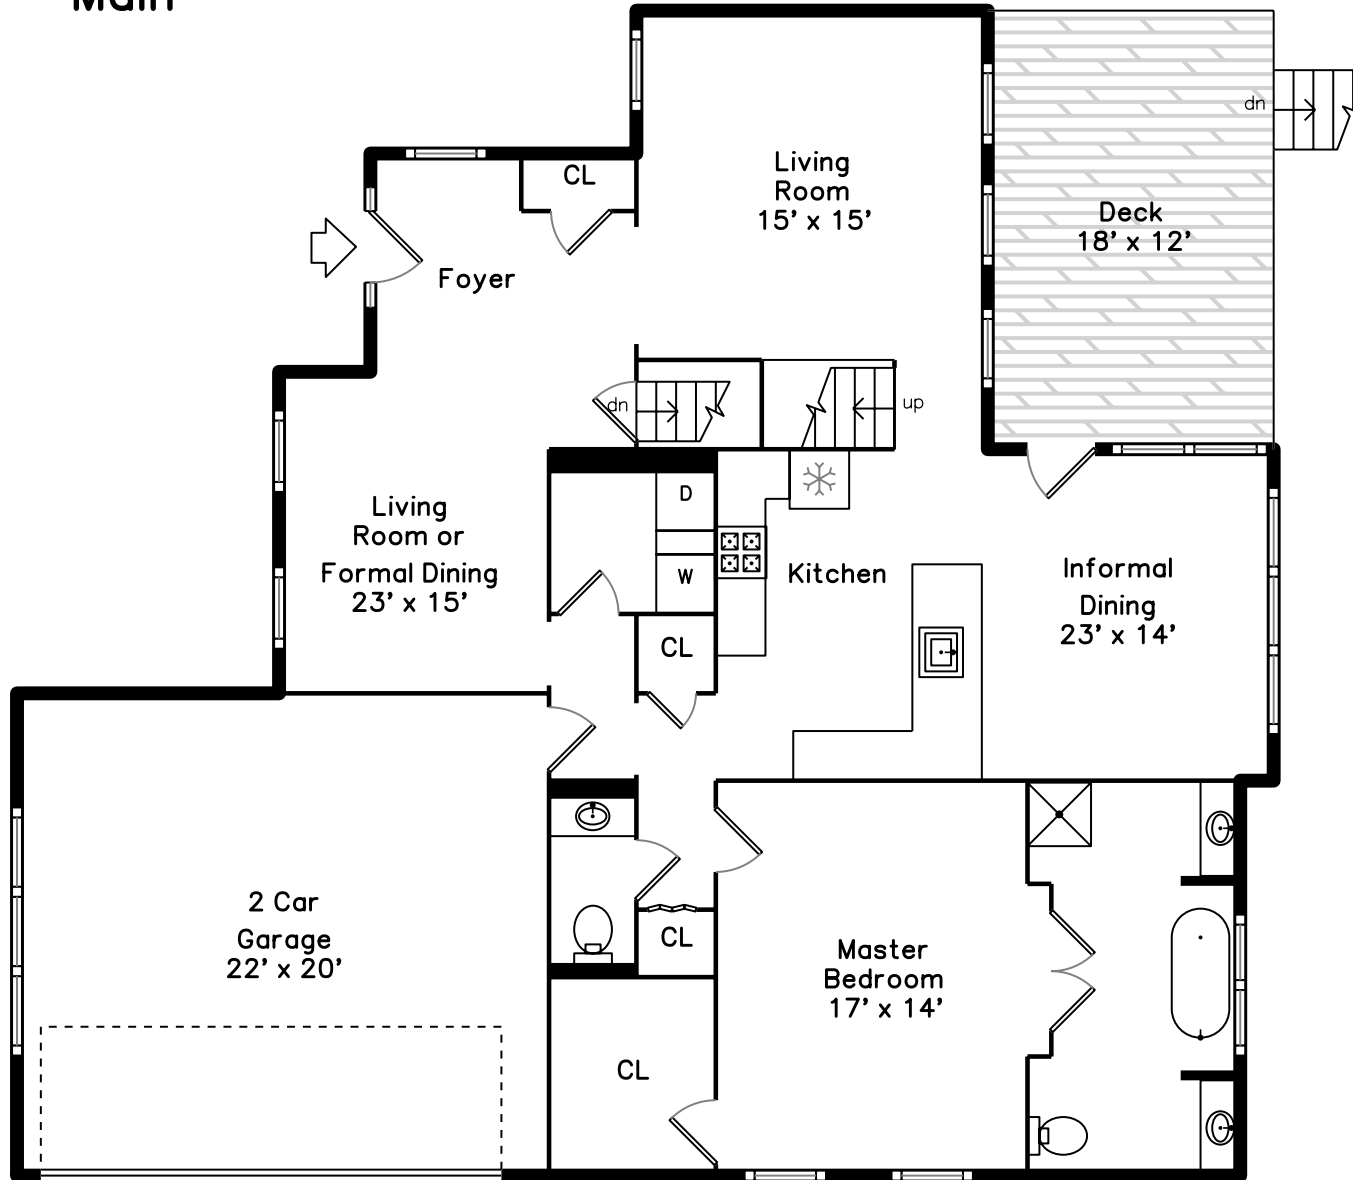 Main
CL
Living
Room
15' x 15'
dn
Deck
18' x 12'
Foyer
dn
up
D
Living
Room or
Formal Dining
23' x 15'
W
Kitchen
Informal
Dining
23' x 14'
CL
2 Car
Garage
22' x 20'
CL
Master
Bedroom
17' x 14'
CL